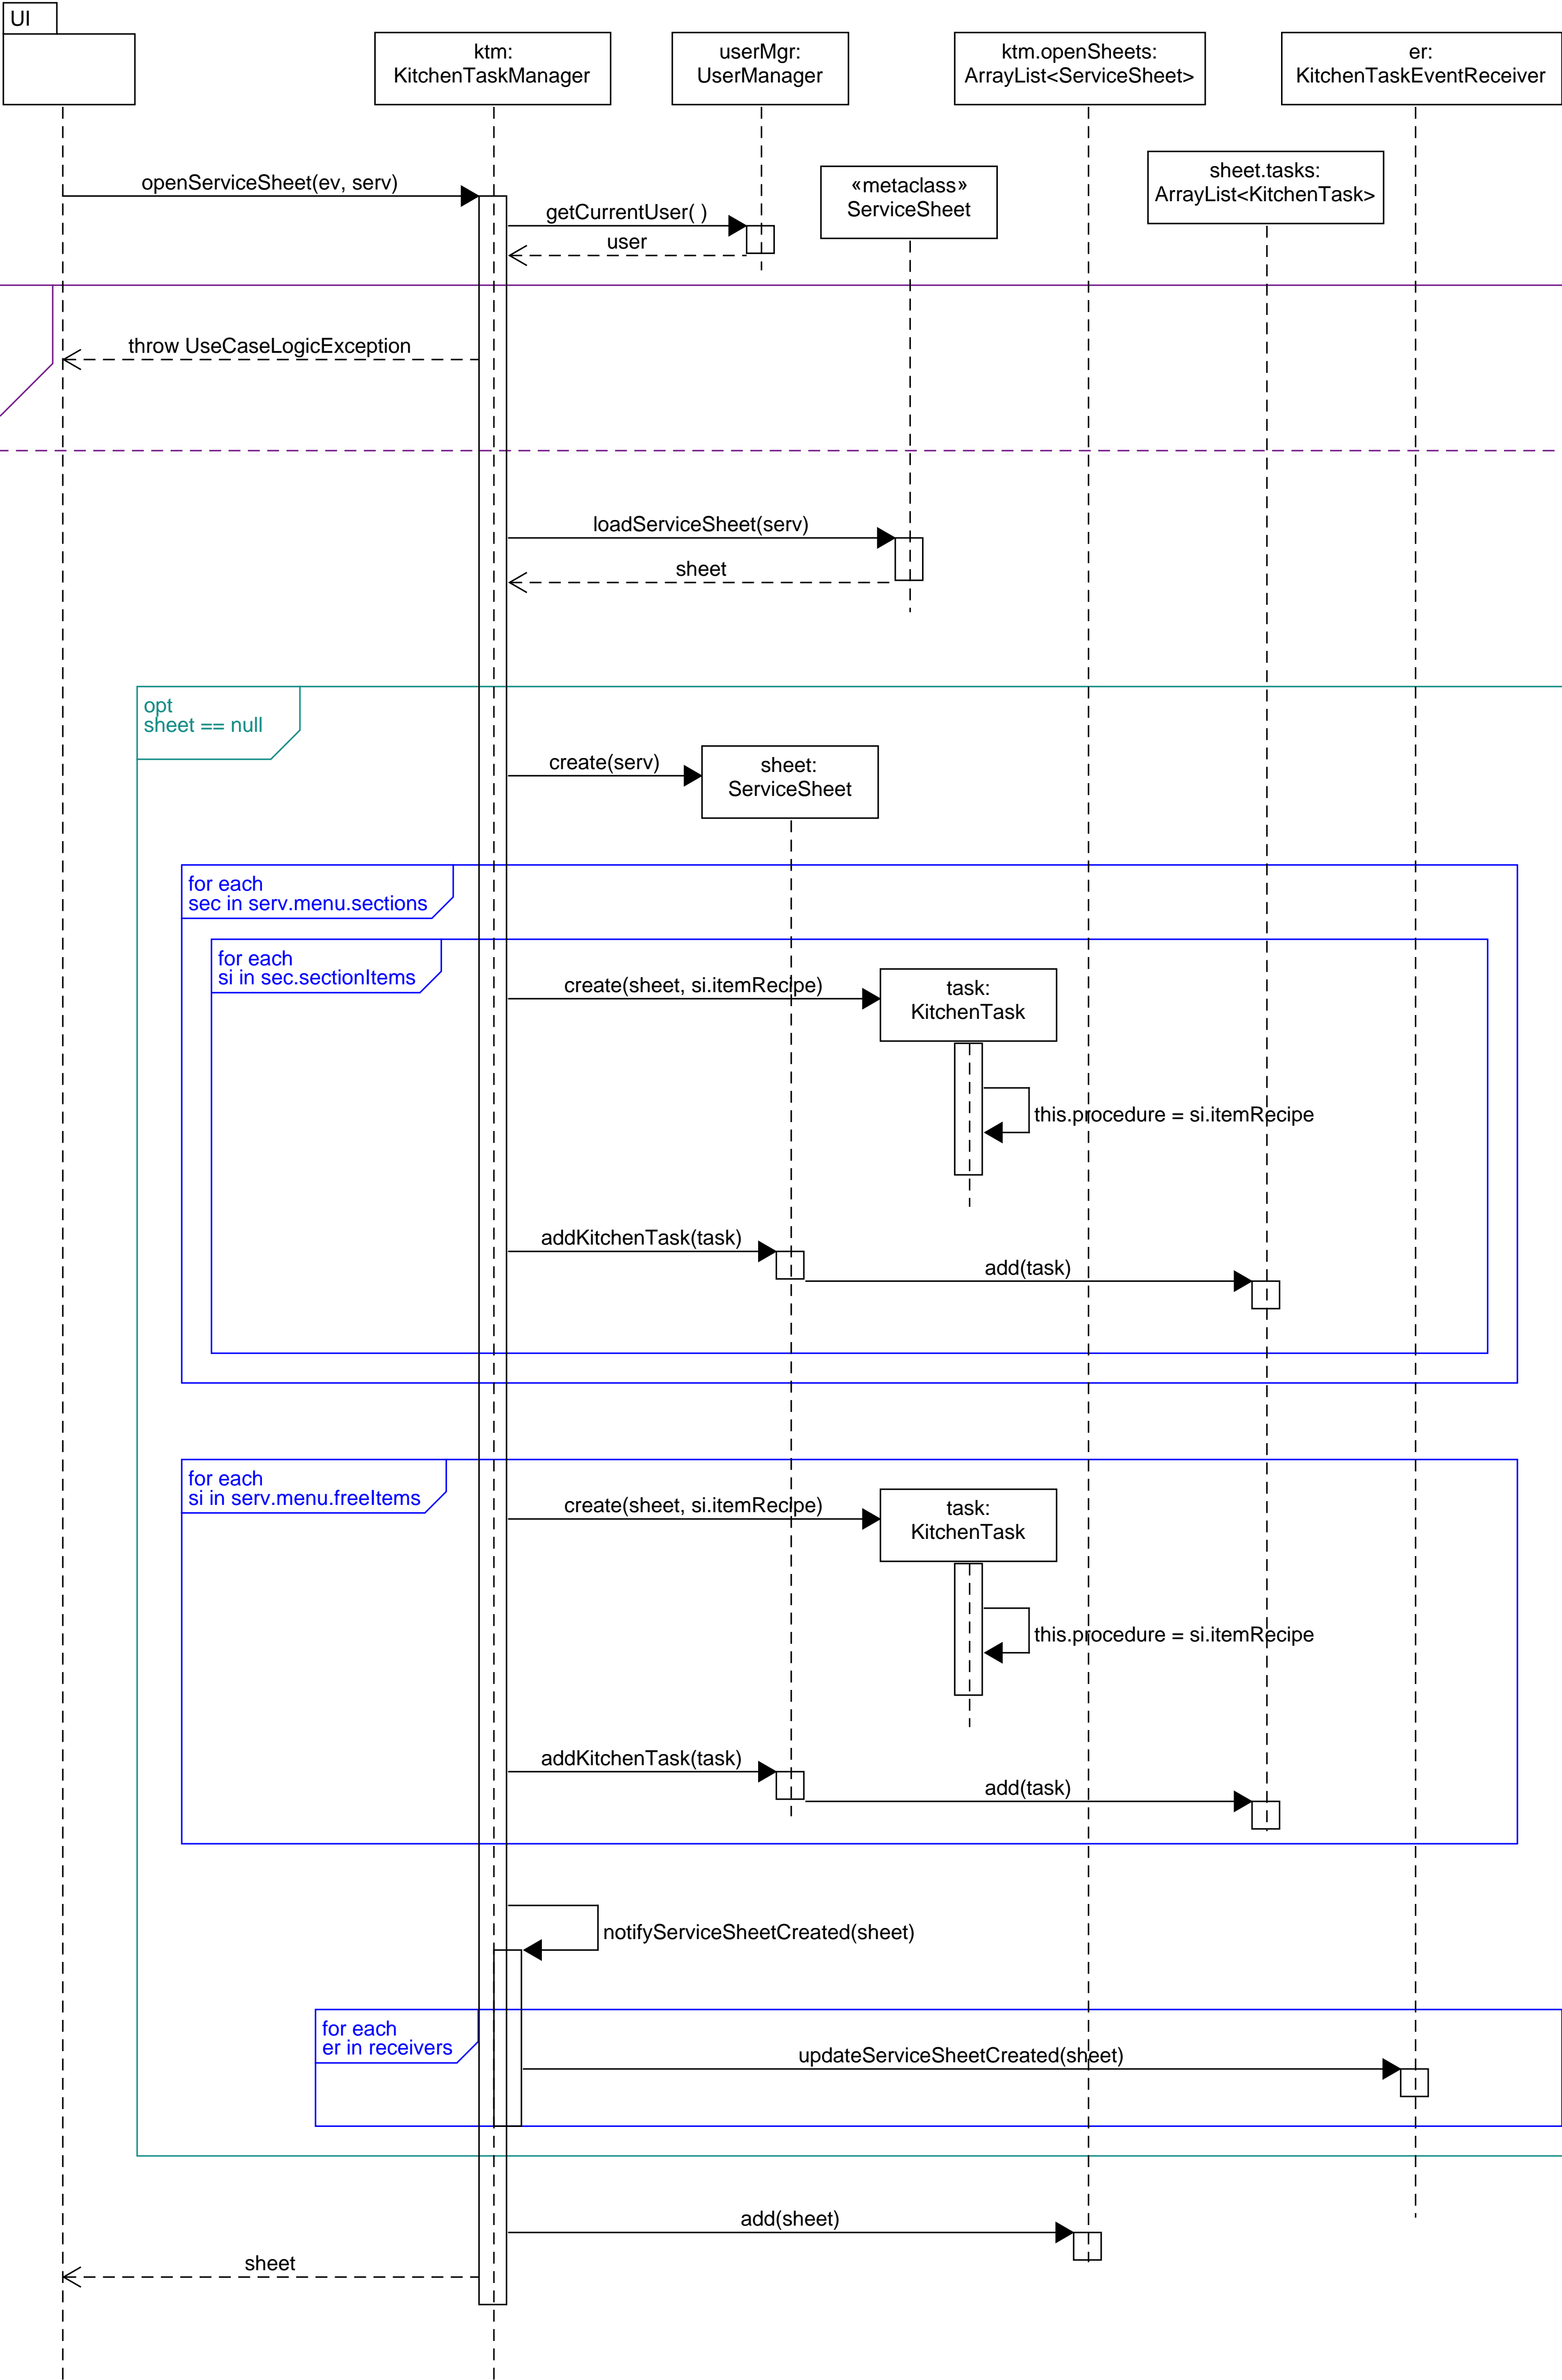 UI
ktm:
KitchenTaskManager
userMgr:
UserManager
ktm.openSheets:
ArrayList<ServiceSheet>
er:
KitchenTaskEventReceiver
«metaclass»
ServiceSheet
sheet.tasks:
ArrayList<KitchenTask>
openServiceSheet(ev, serv)
getCurrentUser( )
user
throw UseCaseLogicException
loadServiceSheet(serv)
sheet
opt
sheet == null
create(serv)
sheet:
ServiceSheet
for each
sec in serv.menu.sections
for each
si in sec.sectionItems
create(sheet, si.itemRecipe)
task:
KitchenTask
this.procedure = si.itemRecipe
addKitchenTask(task)
add(task)
for each
si in serv.menu.freeItems
create(sheet, si.itemRecipe)
task:
KitchenTask
this.procedure = si.itemRecipe
addKitchenTask(task)
add(task)
notifyServiceSheetCreated(sheet)
for each
er in receivers
updateServiceSheetCreated(sheet)
add(sheet)
sheet